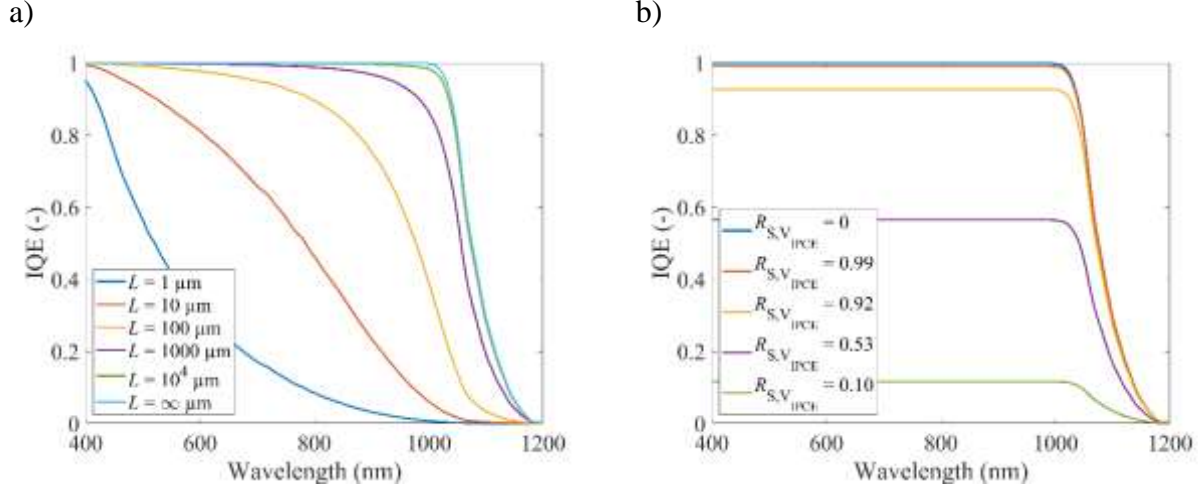 a)
b)
1
0.8
0.6
0.4
0.2
0
IQE (-)
L = 1 μm
L = 10 μm
L = 100 μm
L = 1000 μm
L = 10⁴ μm
L = ∞ μm
400 600 800 1000 1200
Wavelength (nm)
1
0.8
0.6
0.4
0.2
0
IQE (-)
R_S,V_IPCE = 0
R_S,V_IPCE = 0.99
R_S,V_IPCE = 0.92
R_S,V_IPCE = 0.53
R_S,V_IPCE = 0.10
400 600 800 1000 1200
Wavelength (nm)